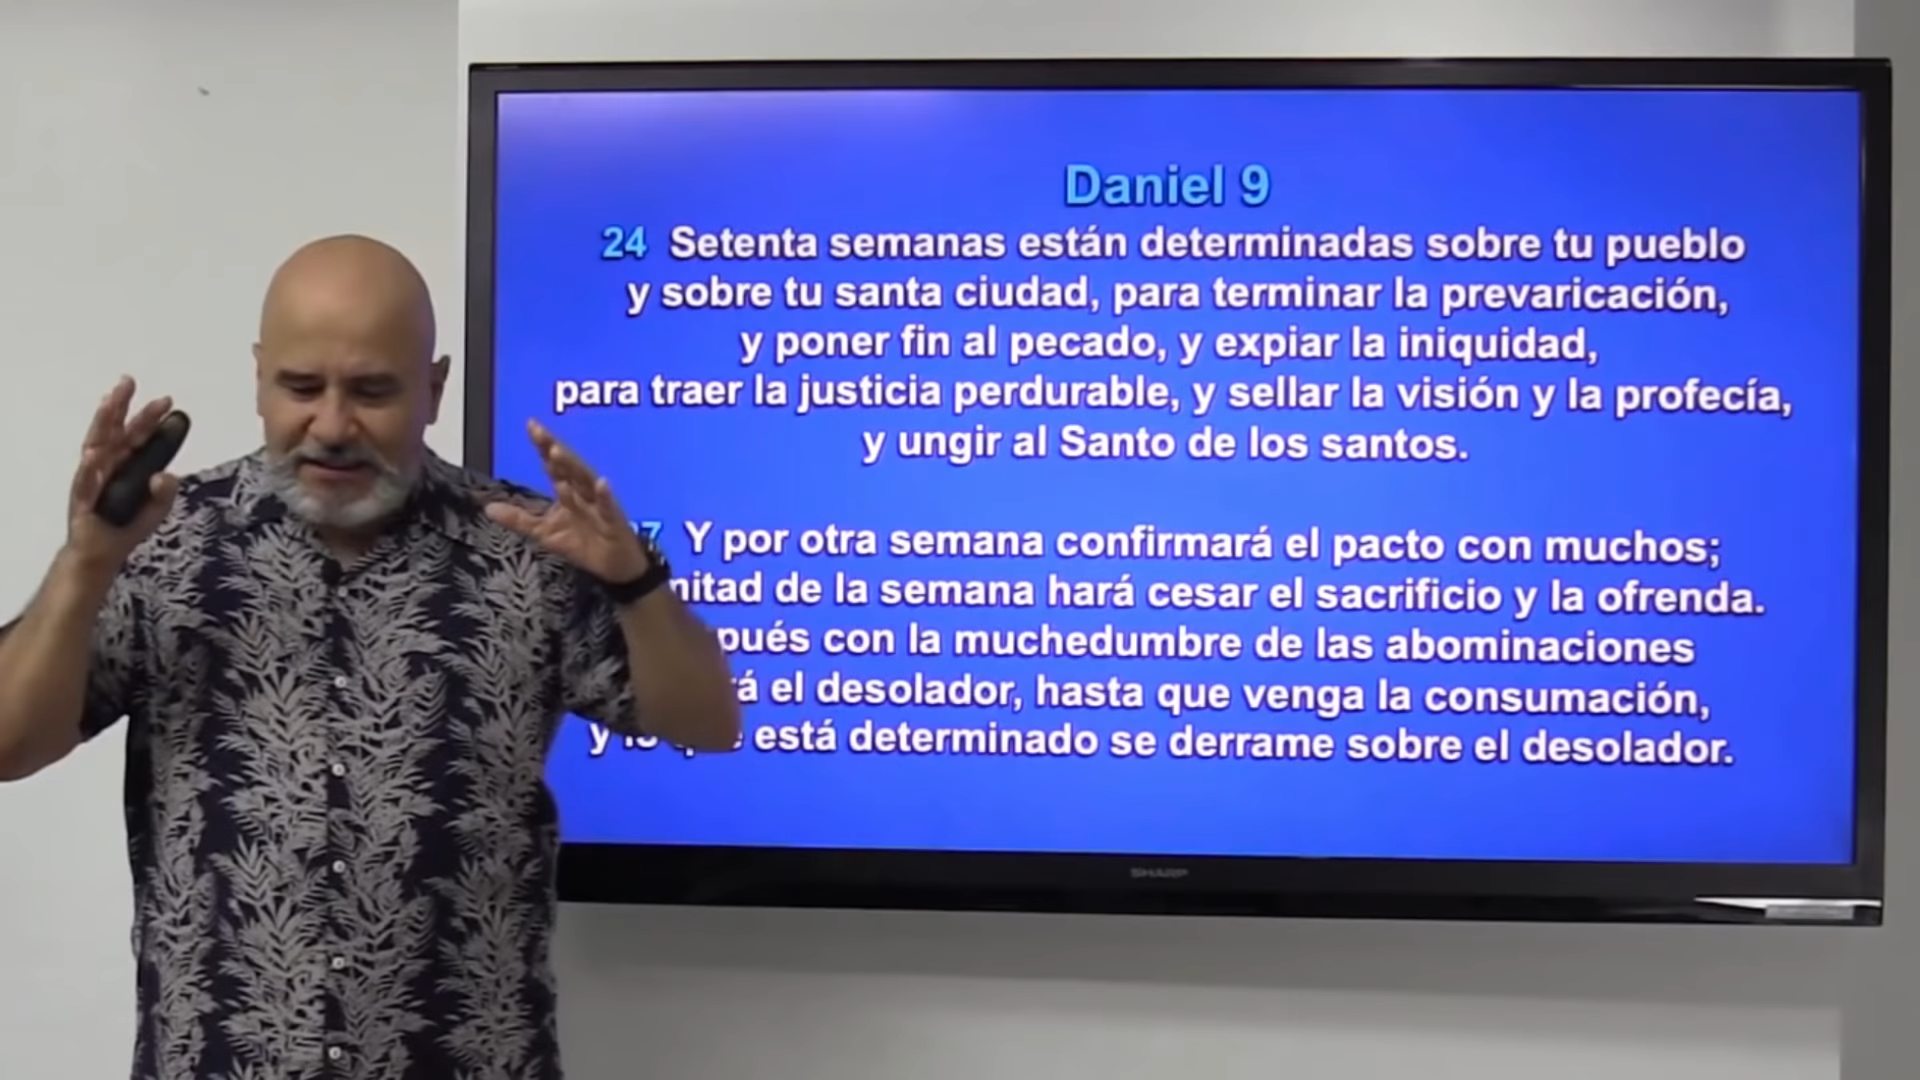 Daniel 9
24 Setenta semanas están determinadas sobre tu pueblo
y sobre tu santa ciudad, para terminar la prevaricación,
y poner fin al pecado, y expiar la iniquidad,
para traer la justicia perdurable, y sellar la visión y la profecía,
y ungir al Santo de los santos.
Y por otra semana confirmará el pacto con muchos;
mitad de la semana hará cesar el sacrificio y la ofrenda.
con la muchedumbre de las abominaciones
el desolador, hasta que venga la consumación,
y está determinado se derrame sobre el desolador.
SHARP